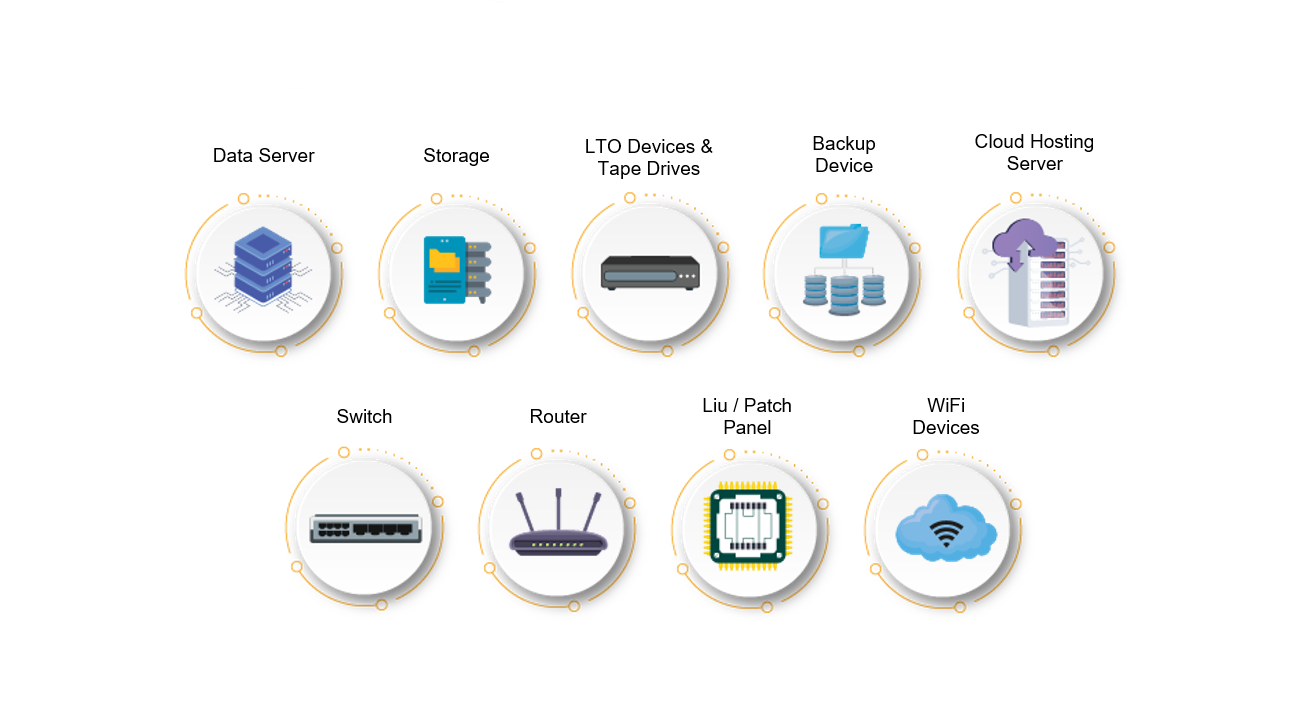 Data Server
Storage
LTO Devices &
Tape Drives
Backup
Device
Cloud Hosting
Server
Switch
Router
Liu / Patch
Panel
WiFi
Devices